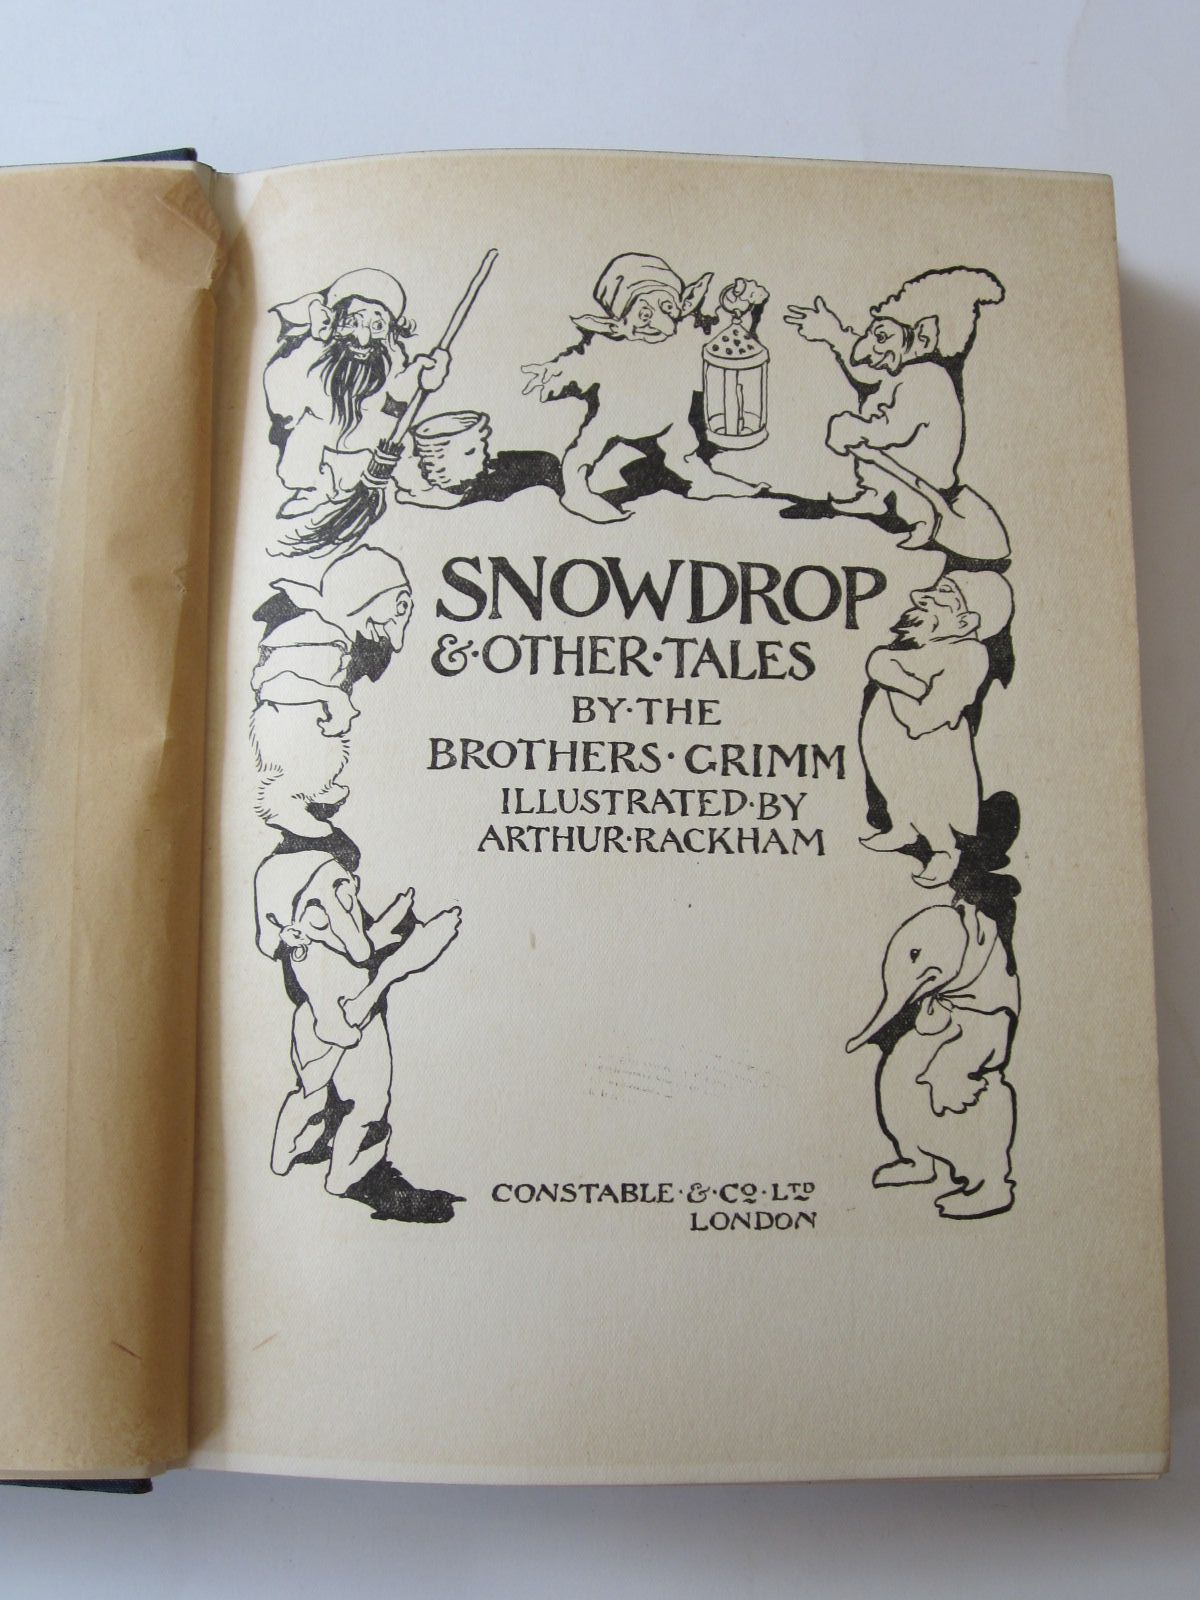 SNOWDROP
&·OTHER·TALES
BY·THE
BROTHERS·GRIMM
ILLUSTRATED·BY
ARTHUR·RACKHAM
CONSTABLE·&·Co·LTD
LONDON